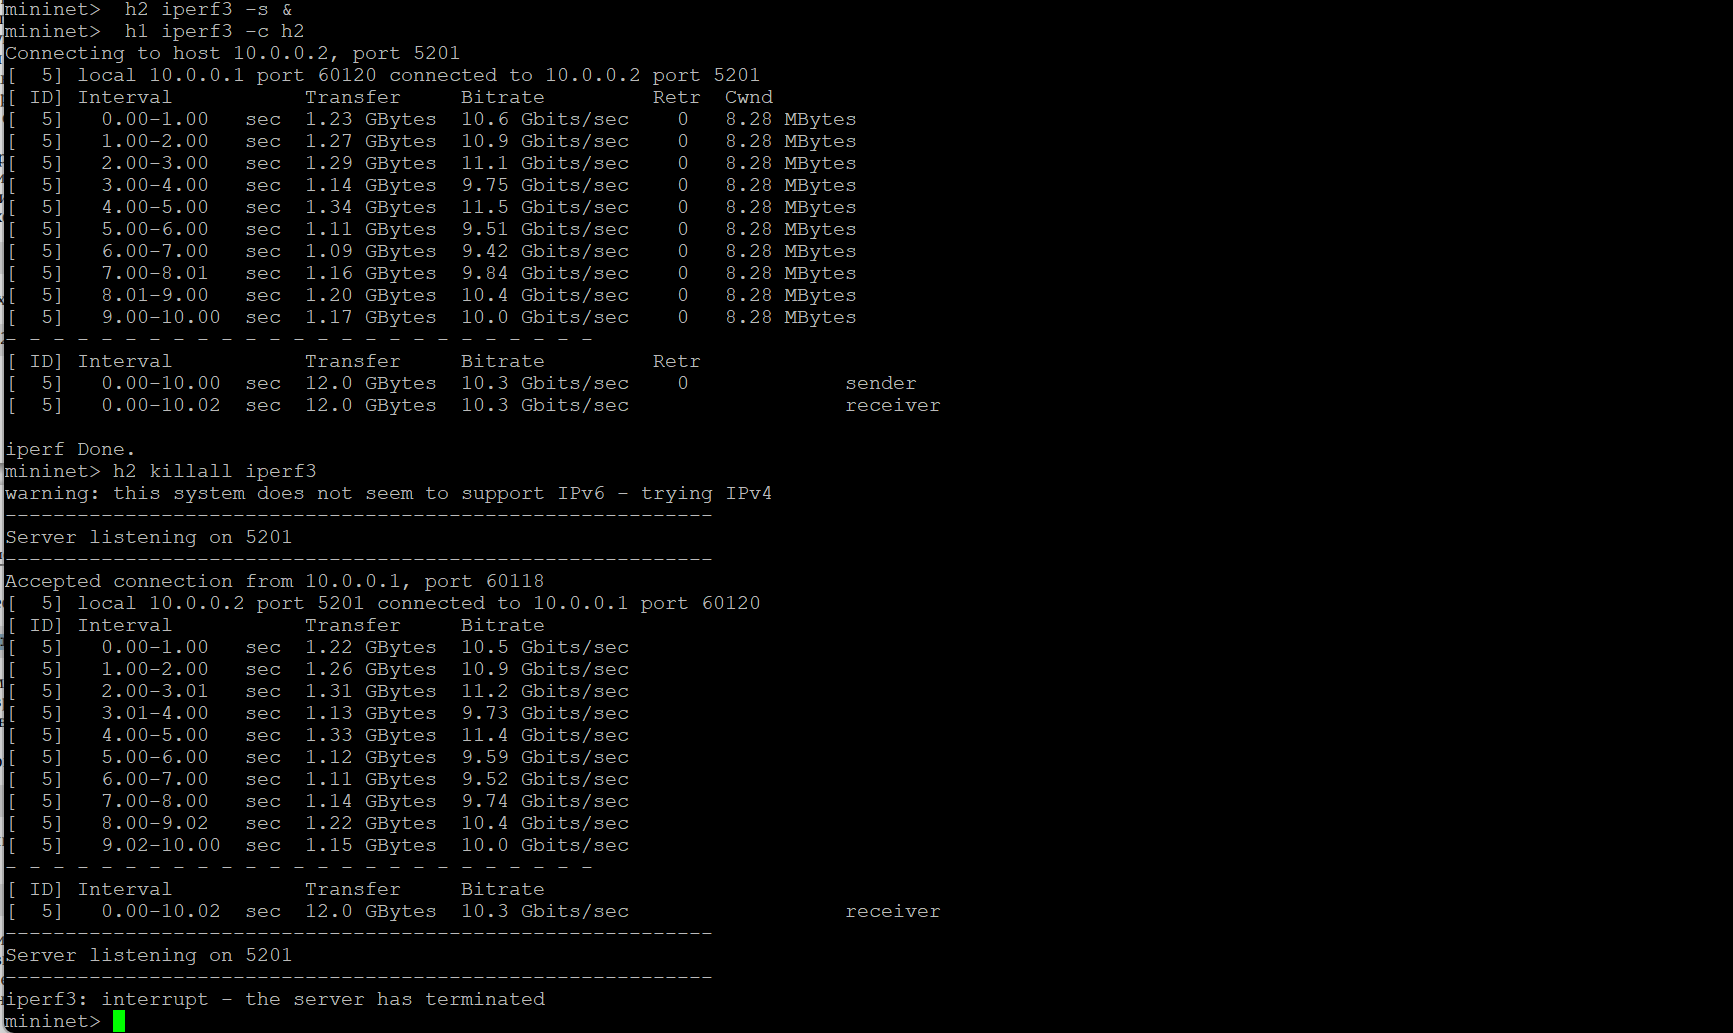 mininet>  h2 iperf3 -s &
mininet>  h1 iperf3 -c h2
Connecting to host 10.0.0.2, port 5201
[  5] local 10.0.0.1 port 60120 connected to 10.0.0.2 port 5201
[ ID] Interval           Transfer     Bitrate         Retr  Cwnd
[  5]   0.00-1.00   sec  1.23 GBytes  10.6 Gbits/sec    0   8.28 MBytes
[  5]   1.00-2.00   sec  1.27 GBytes  10.9 Gbits/sec    0   8.28 MBytes
[  5]   2.00-3.00   sec  1.29 GBytes  11.1 Gbits/sec    0   8.28 MBytes
[  5]   3.00-4.00   sec  1.14 GBytes  9.75 Gbits/sec    0   8.28 MBytes
[  5]   4.00-5.00   sec  1.34 GBytes  11.5 Gbits/sec    0   8.28 MBytes
[  5]   5.00-6.00   sec  1.11 GBytes  9.51 Gbits/sec    0   8.28 MBytes
[  5]   6.00-7.00   sec  1.09 GBytes  9.42 Gbits/sec    0   8.28 MBytes
[  5]   7.00-8.01   sec  1.16 GBytes  9.84 Gbits/sec    0   8.28 MBytes
[  5]   8.01-9.00   sec  1.20 GBytes  10.4 Gbits/sec    0   8.28 MBytes
[  5]   9.00-10.00  sec  1.17 GBytes  10.0 Gbits/sec    0   8.28 MBytes
- - - - - - - - - - - - - - - - - - - - - - - - -
[ ID] Interval           Transfer     Bitrate         Retr
[  5]   0.00-10.00  sec  12.0 GBytes  10.3 Gbits/sec    0             sender
[  5]   0.00-10.02  sec  12.0 GBytes  10.3 Gbits/sec                  receiver
iperf Done.
mininet> h2 killall iperf3
warning: this system does not seem to support IPv6 - trying IPv4
-----------------------------------------------------------
Server listening on 5201
-----------------------------------------------------------
Accepted connection from 10.0.0.1, port 60118
[  5] local 10.0.0.2 port 5201 connected to 10.0.0.1 port 60120
[ ID] Interval           Transfer     Bitrate
[  5]   0.00-1.00   sec  1.22 GBytes  10.5 Gbits/sec
[  5]   1.00-2.00   sec  1.26 GBytes  10.9 Gbits/sec
[  5]   2.00-3.01   sec  1.31 GBytes  11.2 Gbits/sec
[  5]   3.01-4.00   sec  1.13 GBytes  9.73 Gbits/sec
[  5]   4.00-5.00   sec  1.33 GBytes  11.4 Gbits/sec
[  5]   5.00-6.00   sec  1.12 GBytes  9.59 Gbits/sec
[  5]   6.00-7.00   sec  1.11 GBytes  9.52 Gbits/sec
[  5]   7.00-8.00   sec  1.14 GBytes  9.74 Gbits/sec
[  5]   8.00-9.02   sec  1.22 GBytes  10.4 Gbits/sec
[  5]   9.02-10.00  sec  1.15 GBytes  10.0 Gbits/sec
- - - - - - - - - - - - - - - - - - - - - - - - -
[ ID] Interval           Transfer     Bitrate
[  5]   0.00-10.02  sec  12.0 GBytes  10.3 Gbits/sec                  receiver
-----------------------------------------------------------
Server listening on 5201
-----------------------------------------------------------
iperf3: interrupt - the server has terminated
mininet>